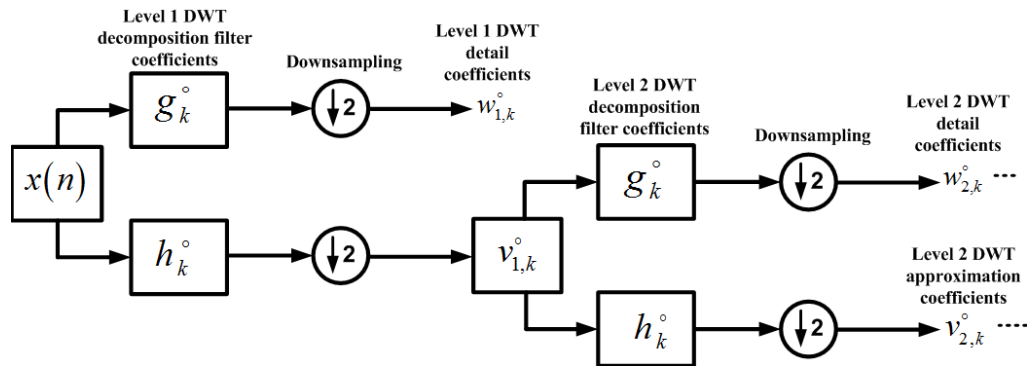 Level 1 DWT
decomposition filter
coefficients
Downsampling
Level 1 DWT
detail
coefficients
g°ₖ
↓2
w°₁,ₖ
x(n)
h°ₖ
↓2
v°₁,ₖ
Level 2 DWT
decomposition
filter coefficients
Downsampling
Level 2 DWT
detail
coefficients
g°ₖ
↓2
w°₂,ₖ ...
Level 2 DWT
approximation
coefficients
h°ₖ
↓2
v°₂,ₖ ....